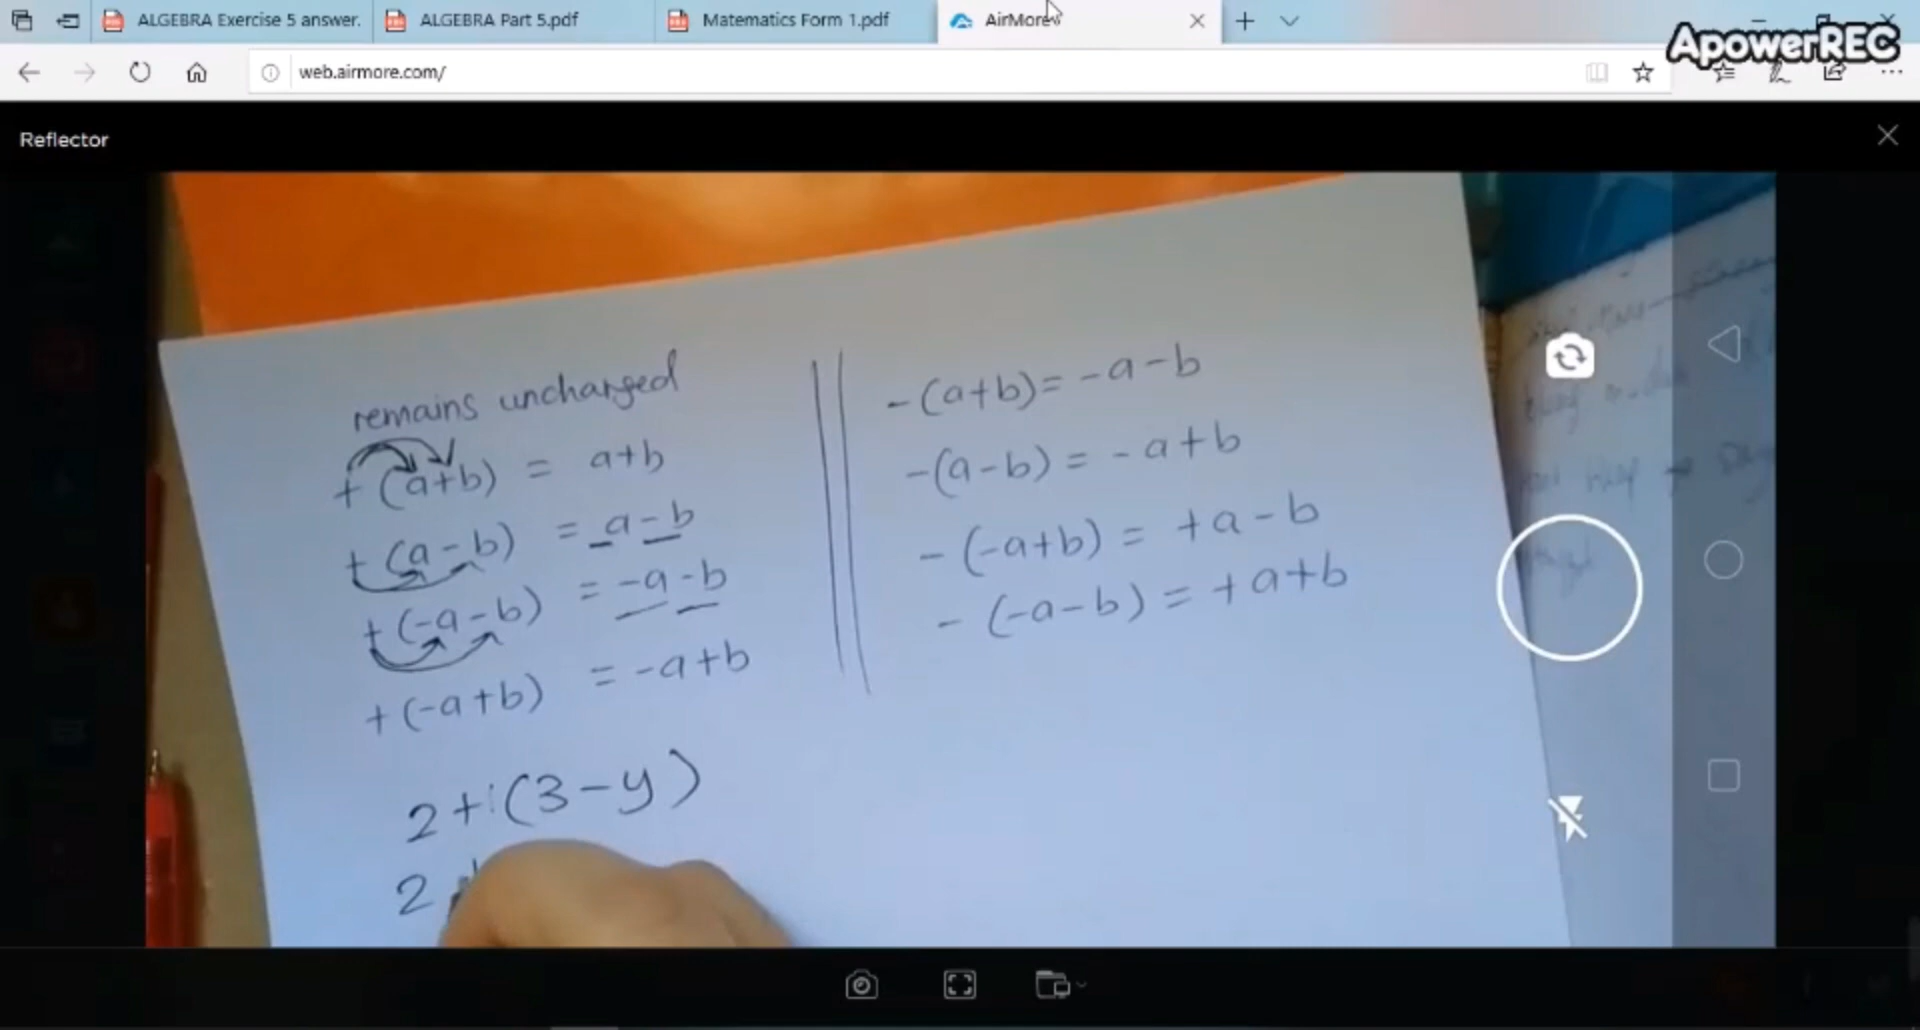 ALGEBRA Exercise 5 answer.
ALGEBRA Part 5.pdf
Matematics Form 1.pdf
AirMore
ApowerREC
web.airmore.com/
Reflector
remains unchanged
+(a+b) = a+b
+(a-b) = a-b
+(-a-b) = -a-b
+(-a+b) = -a+b
2+(3-y)
2
-(a+b) = -a-b
-(a-b) = -a+b
-(-a+b) = +a-b
-(-a-b) = +a+b